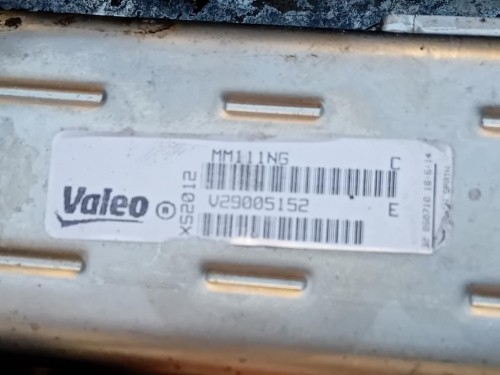 Valeo
®
XS2012
MM111NG
C
V29005152
E